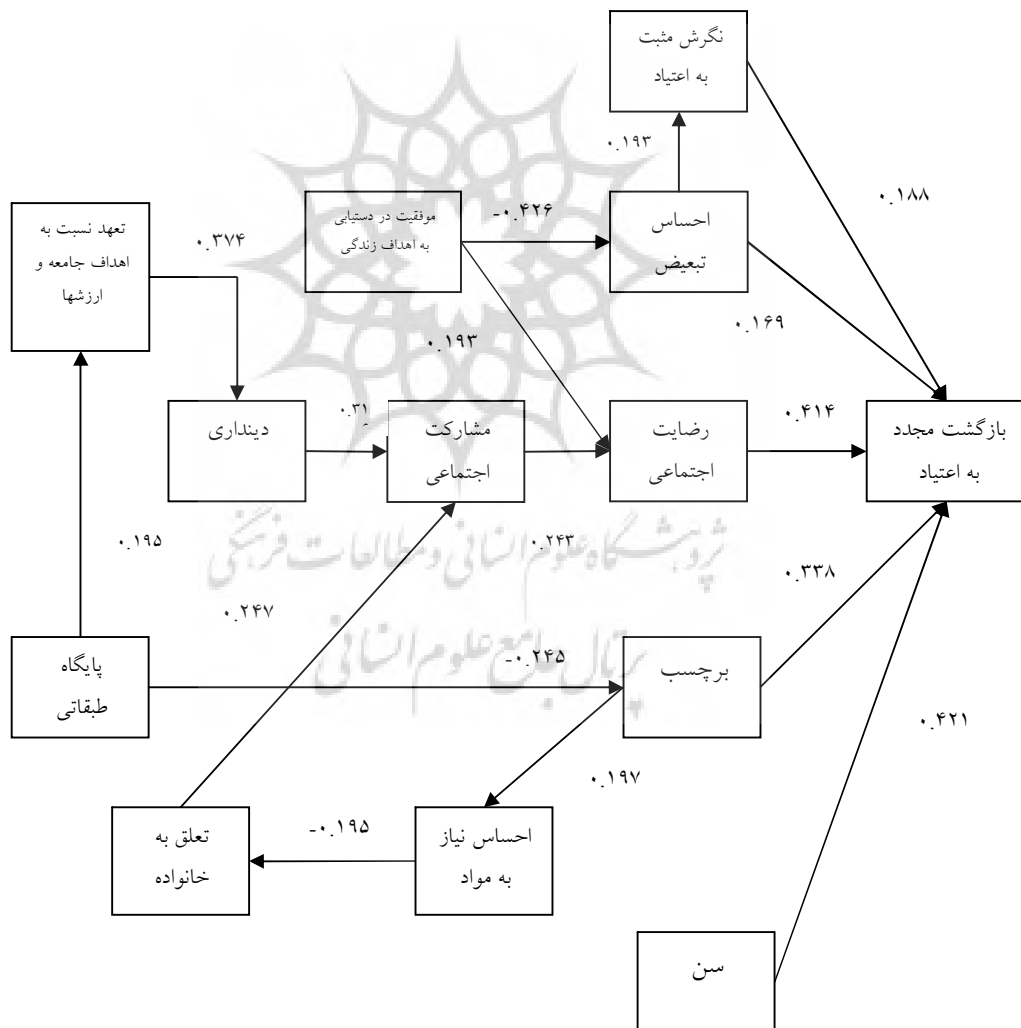 نگرش مثبت
به اعتیاد
۰.۱۹۳
۰.۱۸۸
تعهد نسبت به
اهداف جامعه و
ارزشها
۰.۳۷۴
موفقیت در دستیابی
به اهداف زندگی
-۰.۴۲۶
احساس
تبعیض
۰.۱۶۹
۰.۱۹۳
دینداری
۰.۳۱
مشارکت
اجتماعی
رضایت
اجتماعی
۰.۴۱۴
بازگشت مجدد
به اعتیاد
۰.۱۹۵
۰.۲۴۳
پژوهشگاه علوم انسانی و مطالعات فرهنگی
۰.۳۳۸
۰.۲۴۷
پرتال جامع علوم انسانی
پایگاه
طبقاتی
-۰.۲۴۵
برچسب
۰.۴۲۱
۰.۱۹۷
تعلق به
خانواده
-۰.۱۹۵
احساس نیاز
به مواد
سن